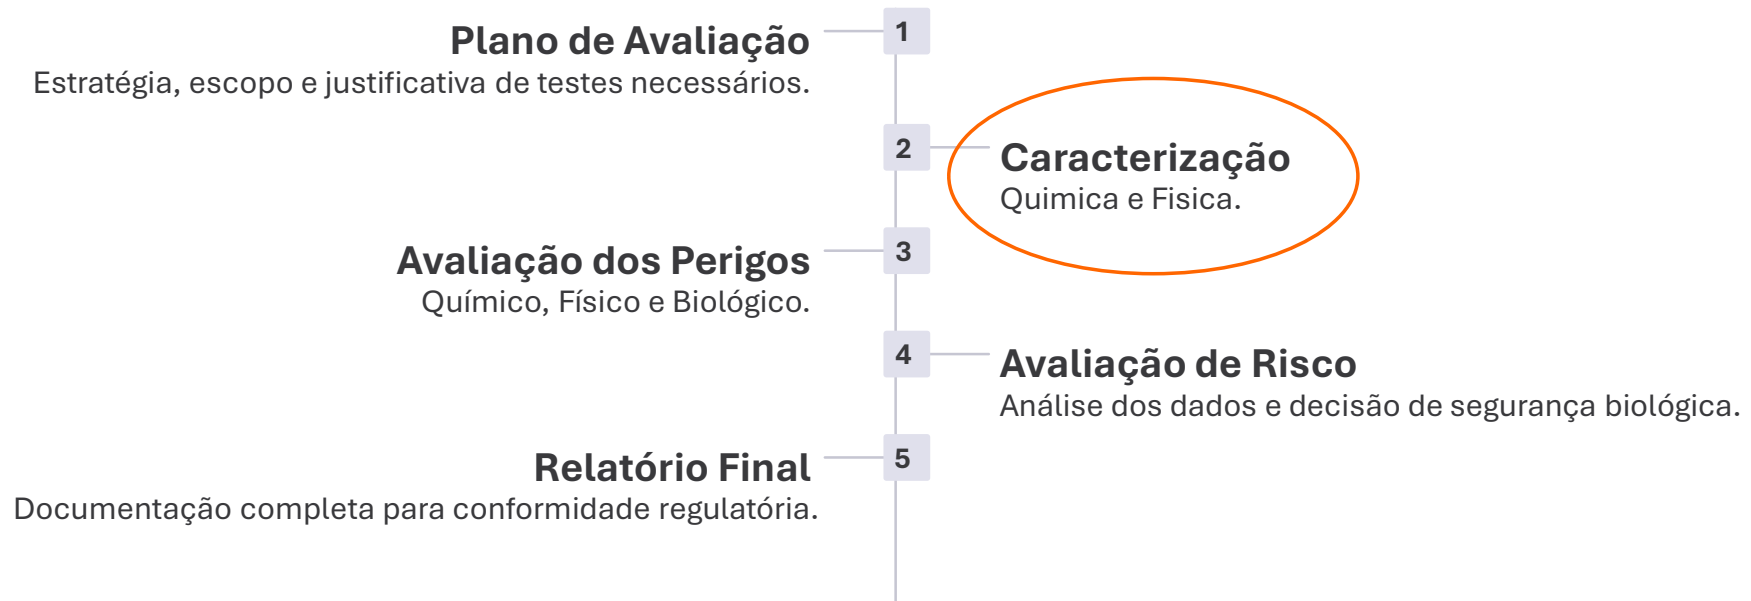 1
Plano de Avaliação
Estratégia, escopo e justificativa de testes necessários.
2
Caracterização
Quimica e Fisica.
3
Avaliação dos Perigos
Químico, Físico e Biológico.
4
Avaliação de Risco
Análise dos dados e decisão de segurança biológica.
5
Relatório Final
Documentação completa para conformidade regulatória.